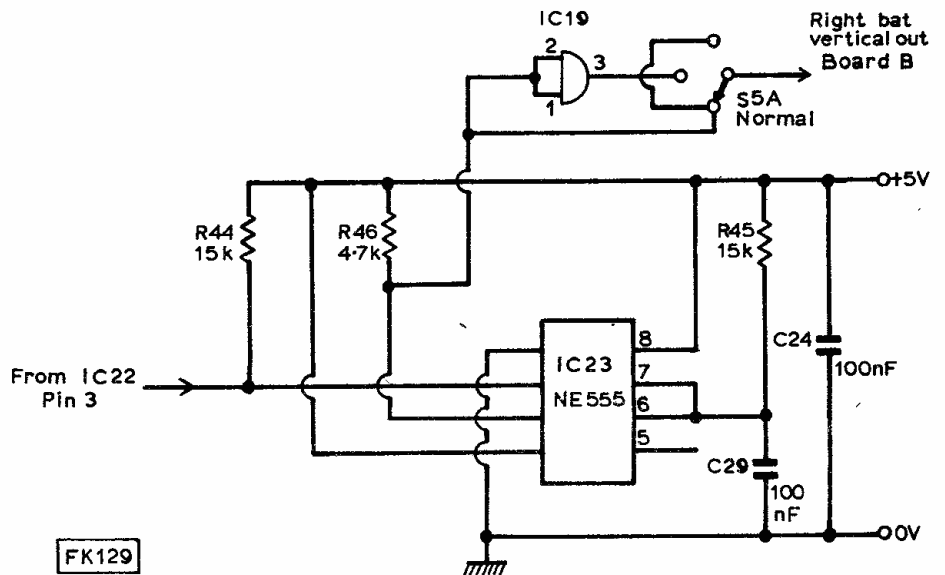 IC19
2
3
1
Right bat
vertical out
Board B
S5A
Normal
+5V
R44
15k
R46
4·7k
R45
15k
8
7
6
5
IC23
NE555
C24
100nF
From IC22
Pin 3
C29
100
nF
0V
FK129